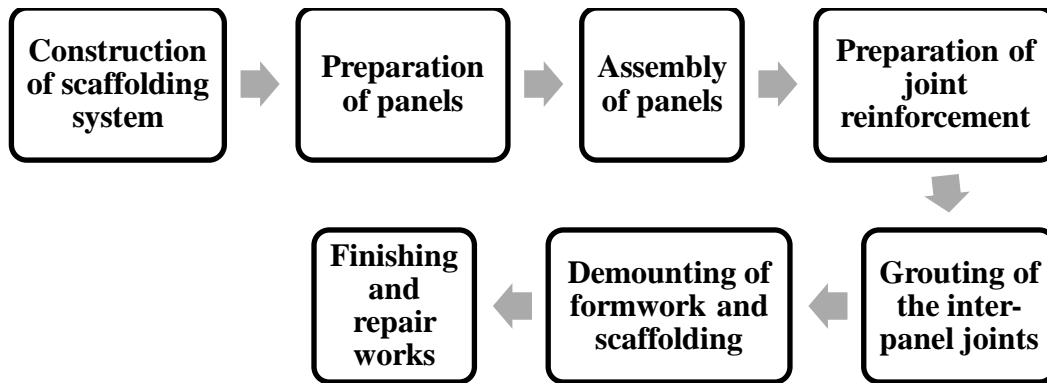 Construction
of scaffolding
system
Preparation
of panels
Assembly
of panels
Preparation of
joint
reinforcement
Grouting of
the inter-
panel joints
Demounting of
formwork and
scaffolding
Finishing
and
repair
works